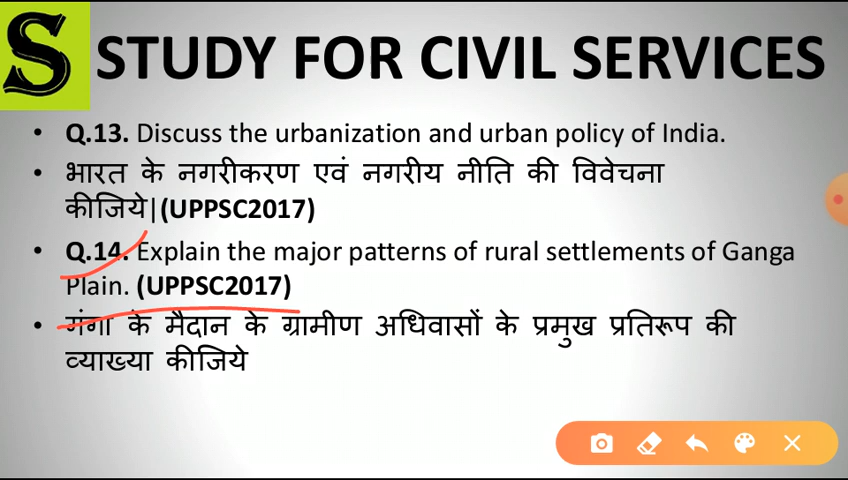 S STUDY FOR CIVIL SERVICES
• Q.13. Discuss the urbanization and urban policy of India.
• भारत के नगरीकरण एवं नगरीय नीति की विवेचना
कीजिये|(UPPSC2017)
• Q.14. Explain the major patterns of rural settlements of Ganga
Plain. (UPPSC2017)
• गंगा के मैदान के ग्रामीण अधिवासों के प्रमुख प्रतिरूप की
व्याख्या कीजिये